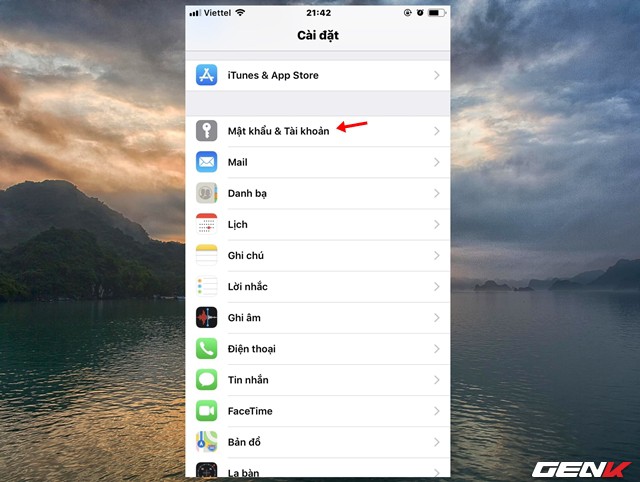 Viettel 21:42
Cài đặt
iTunes & App Store
Mật khẩu & Tài khoản
Mail
Danh bạ
Lịch
Ghi chú
Lời nhắc
Ghi âm
Điện thoại
Tin nhắn
FaceTime
Bản đồ
La bàn
GENK